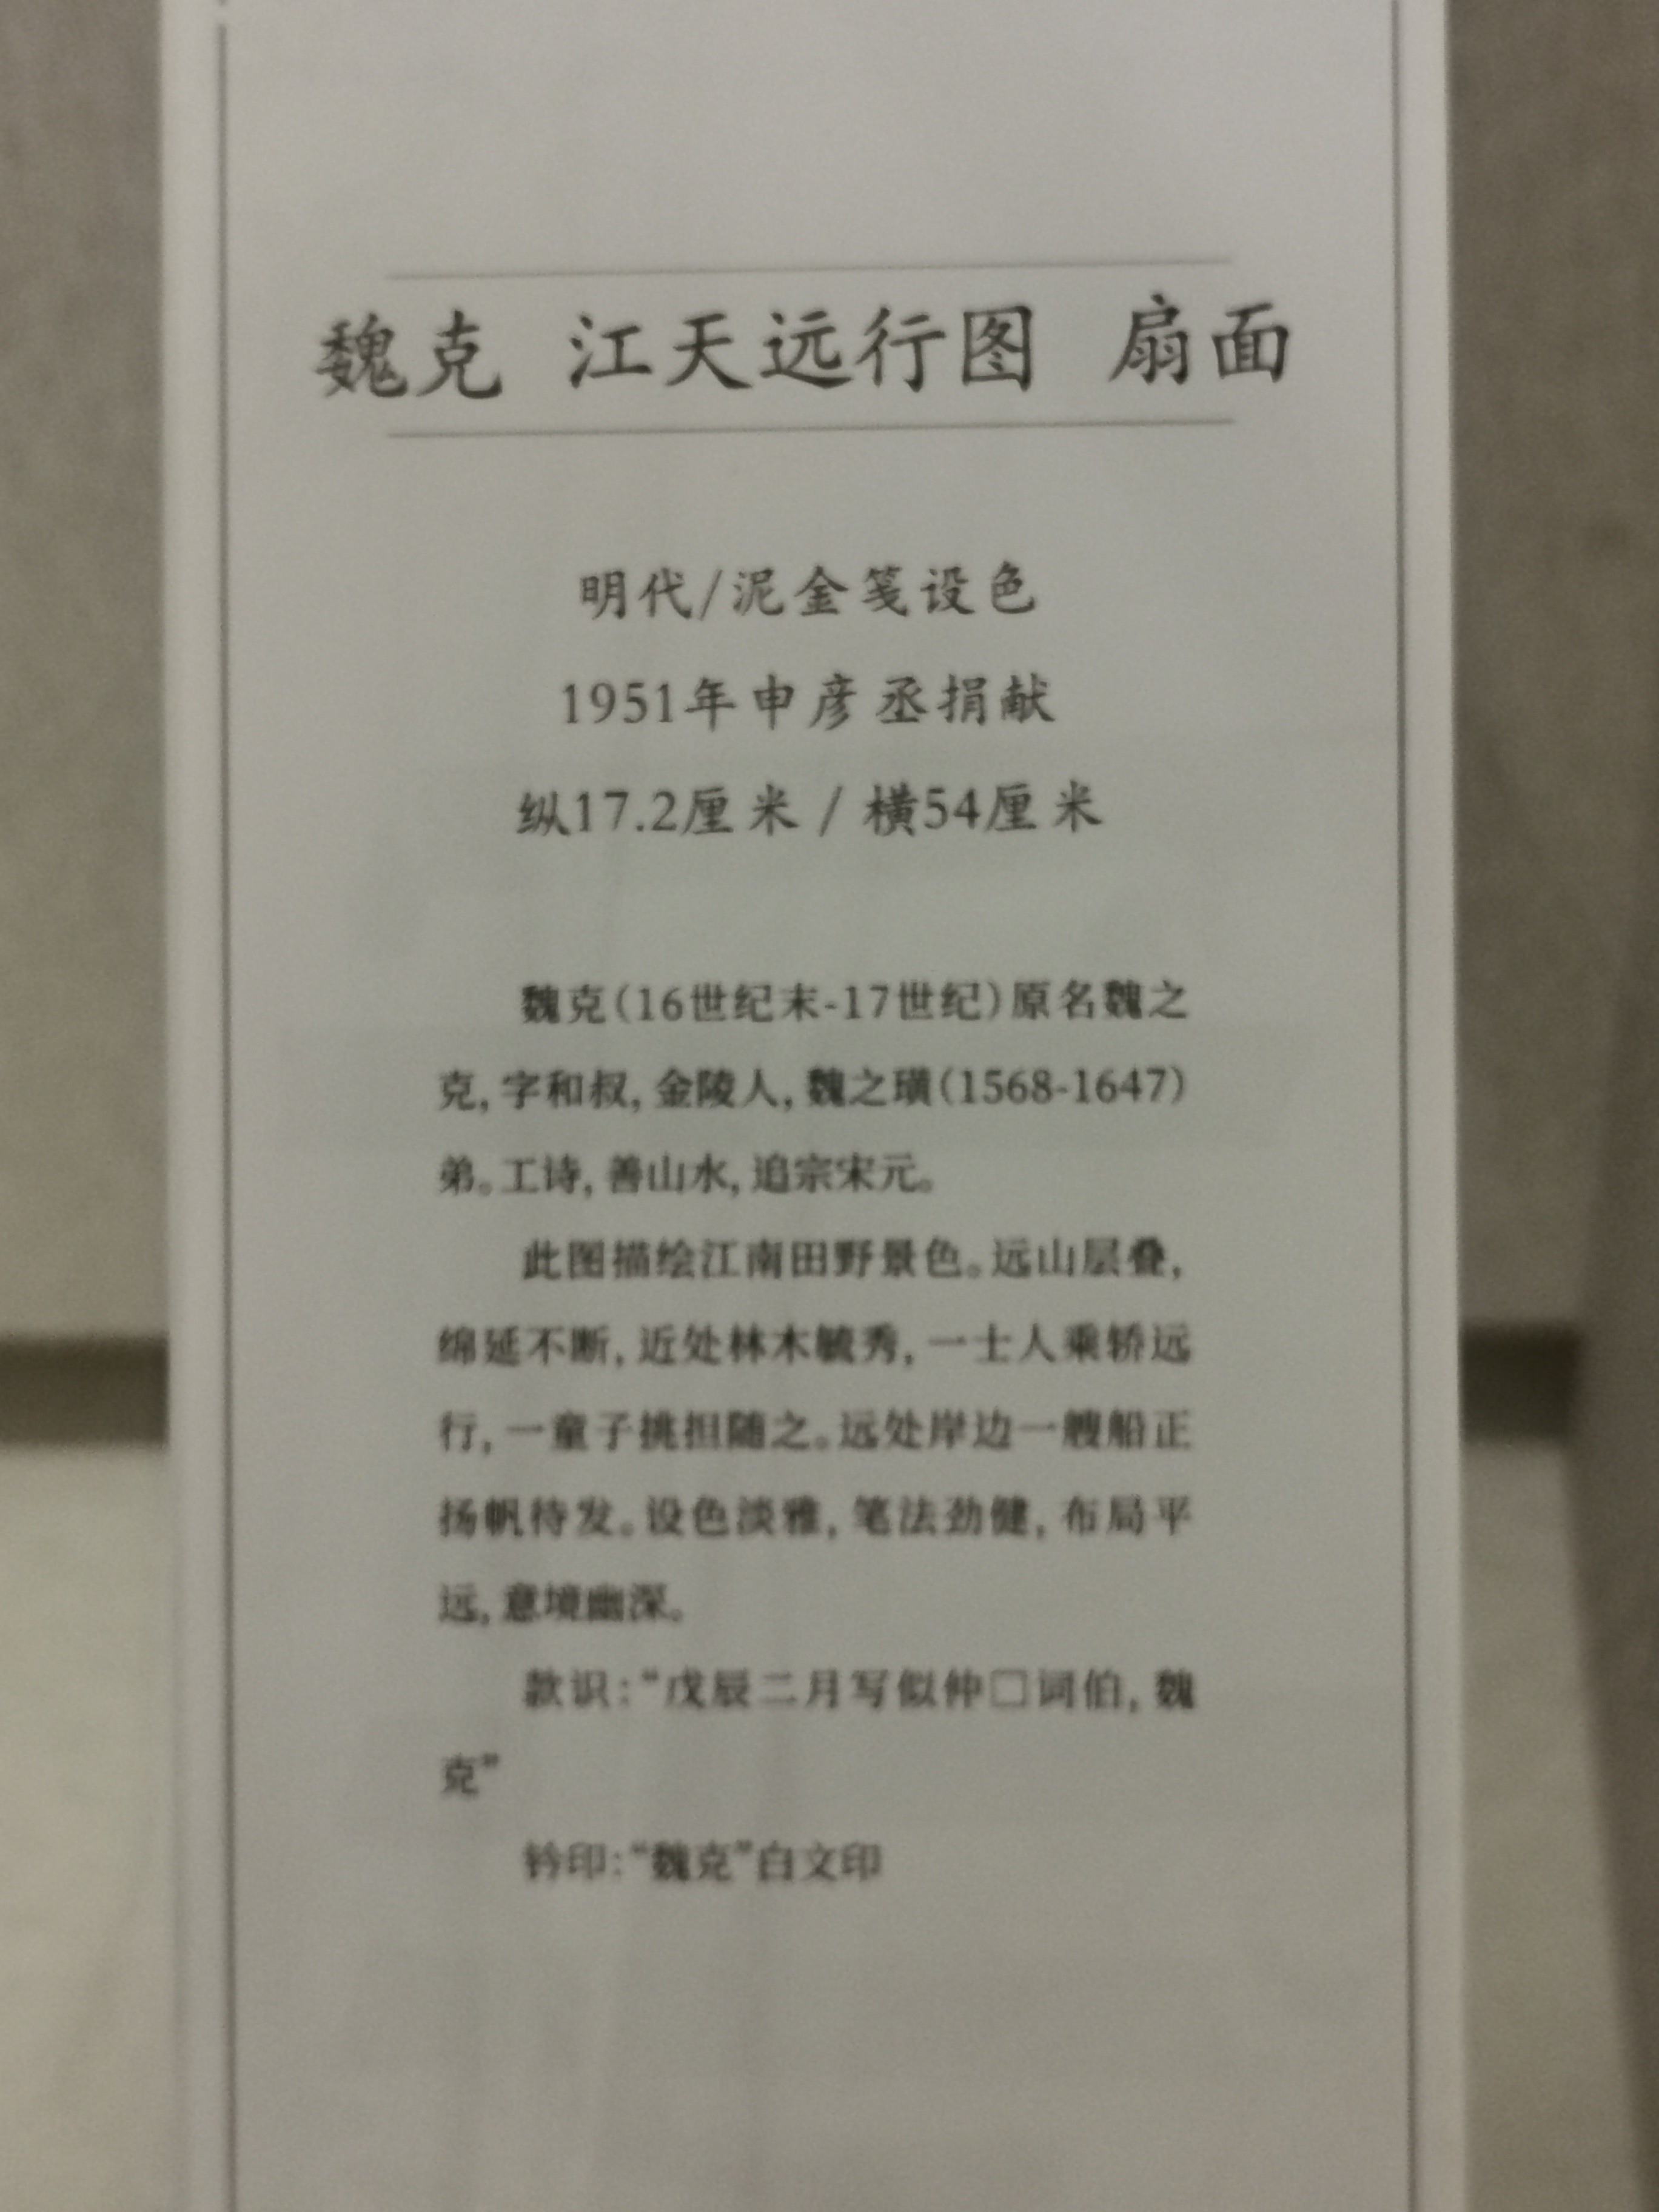 魏克 江天远行图 扇面
明代/泥金笺设色
1951年申彦丞捐献
纵17.2厘米 / 横54厘米
魏克(16世纪末-17世纪)原名魏之
克,字和叔,金陵人,魏之璜(1568-1647)
弟。工诗,善山水,追宗宋元。
此图描绘江南田野景色。远山层叠,
绵延不断,近处林木毓秀,一士人乘轿远
行,一童子挑担随之。远处岸边一艘船正
扬帆待发。设色淡雅,笔法劲健,布局平
远,意境幽深。
款识:“戊辰二月写似仲□词伯,魏
克”
钤印:“魏克”白文印